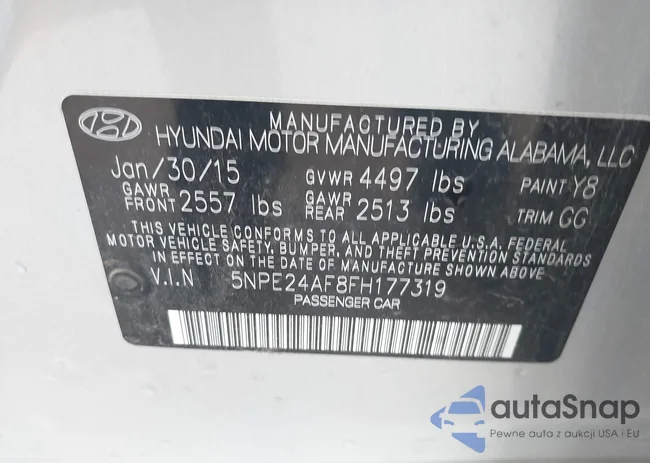 MANUFACTURED BY
HYUNDAI MOTOR MANUFACTURING ALABAMA, LLC
Jan/30/15 GVWR 4497 lbs PAINT Y8
GAWR FRONT 2557 lbs GAWR REAR 2513 lbs TRIM GG
THIS VEHICLE CONFORMS TO ALL APPLICABLE U.S.A. FEDERAL
MOTOR VEHICLE SAFETY, BUMPER, AND THEFT PREVENTION STANDARDS
IN EFFECT ON THE DATE OF MANUFACTURE SHOWN ABOVE.
V.I.N 5NPE24AF8FH177319
PASSENGER CAR
autaSnap
Pewne auta z aukcji USA i EU